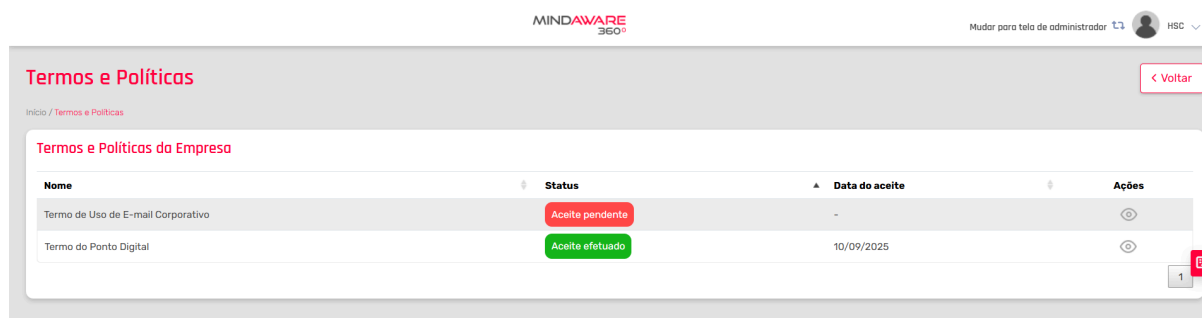 MINDAWARE
360°
Mudar para tela de administrador HSC
Termos e Políticas
Voltar
Início / Termos e Políticas
Termos e Políticas da Empresa
Nome Status Data do aceite Ações
Termo de Uso de E-mail Corporativo Aceite pendente -
Termo do Ponto Digital Aceite efetuado 10/09/2025
1